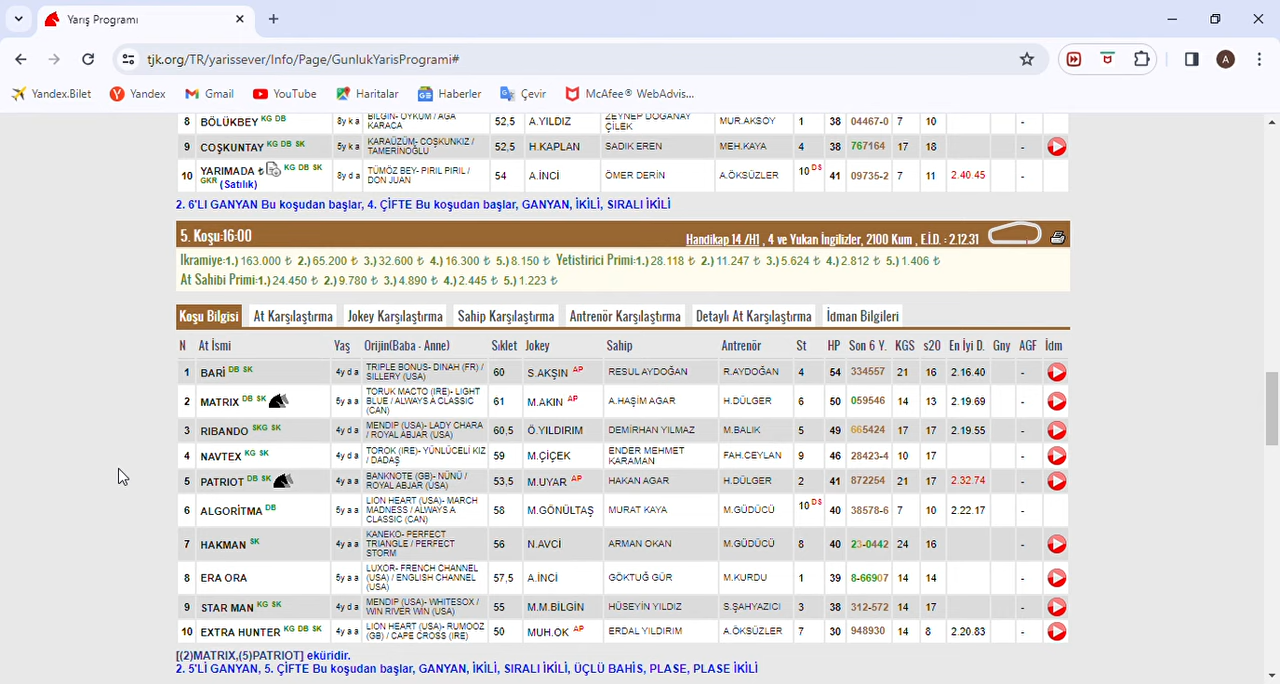 Yarış Programı
tjk.org/TR/yarissever/Info/Page/GunlukYarisProgrami#
A
Yandex.Bilet Yandex Gmail YouTube Haritalar Haberler Çevir McAfee® WebAdvis...
8 BÖLÜKBEY KG DB 8y k a BİLGİN- ÖYKÜM / AĞA KARACA 52,5 A.YILDIZ ZEYNEP DOĞANAY ÇİLEK MUR.AKSOY 1 38 04467-0 7 10 -
9 COŞKUNTAY KG DB SK 5y k a KARAÜZÜM- COŞKUNKIZ / TAMERİNOĞLU 52,5 H.KAPLAN SADIK EREN MEH.KAYA 4 38 767164 17 18 -
10 YARIMADA ₺ KG DB SK GKR (Satılık) 8y d a TÜMÖZ BEY- PIRIL PIRIL / DON JUAN 54 A.İNCİ ÖMER DERİN A.ÖKSÜZLER 10 DS 41 09735-2 7 11 2.40.45 -
2. 6'LI GANYAN Bu koşudan başlar, 4. ÇİFTE Bu koşudan başlar, GANYAN, İKİLİ, SIRALI İKİLİ
5. Koşu:16:00 Handikap 14 /H1 , 4 ve Yukarı İngilizler, 2100 Kum , E.İ.D. : 2.12.31
İkramiye:1.) 163.000 ₺ 2.) 65.200 ₺ 3.) 32.600 ₺ 4.) 16.300 ₺ 5.) 8.150 ₺ Yetiştirici Primi:1.) 28.118 ₺ 2.) 11.247 ₺ 3.) 5.624 ₺ 4.) 2.812 ₺ 5.) 1.406 ₺
At Sahibi Primi:1.) 24.450 ₺ 2.) 9.780 ₺ 3.) 4.890 ₺ 4.) 2.445 ₺ 5.) 1.223 ₺
Koşu Bilgisi At Karşılaştırma Jokey Karşılaştırma Sahip Karşılaştırma Antrenör Karşılaştırma Detaylı At Karşılaştırma İdman Bilgileri
N At İsmi Yaş Orijin(Baba - Anne) Sıklet Jokey Sahip Antrenör St HP Son 6 Y. KGS s20 En İyi D. Gny AGF İdm
1 BARİ DB SK 4y d a TRIPLE BONUS- DINAH (FR) / SILLERY (USA) 60 S.AKŞIN AP RESUL AYDOĞAN R.AYDOĞAN 4 54 334557 21 16 2.16.40 -
2 MATRIX DB SK 5y a a TORUK MACTO (IRE)- LIGHT BLUE / ALWAYS A CLASSIC (CAN) 61 M.AKIN AP A.HAŞİM AGAR H.DÜLGER 6 50 059546 14 13 2.19.69 -
3 RIBANDO SKG SK 4y d a MENDIP (USA)- LADY CHARA / ROYAL ABJAR (USA) 60,5 Ö.YILDIRIM DEMİRHAN YILMAZ M.BALIK 5 49 665424 17 17 2.19.55 -
4 NAVTEX KG SK 4y d a TOROK (IRE)- YÜNLÜCELİ KIZ / DADAŞ 59 M.ÇİÇEK ENDER MEHMET KARAMAN FAH.CEYLAN 9 46 28423-4 10 17 -
5 PATRIOT DB SK 4y a a BANKNOTE (GB)- NÜNÜ / ROYAL ABJAR (USA) 53,5 M.UYAR AP HAKAN AGAR H.DÜLGER 2 41 872254 21 17 2.32.74 -
6 ALGORİTMA DB 5y a a LION HEART (USA)- MARCH MADNESS / ALWAYS A CLASSIC (CAN) 58 M.GÖNÜLTAŞ MURAT KAYA M.GÜDÜCÜ 10 DS 40 38578-6 7 10 2.22.17 -
7 HAKMAN SK 4y a a KANEKO- PERFECT TRIANGLE / PERFECT STORM 56 N.AVCİ ARMAN OKAN M.GÜDÜCÜ 8 40 23-0442 24 16 -
8 ERA ORA 5y a a LUXOR- FRENCH CHANNEL (USA) / ENGLISH CHANNEL (USA) 57,5 A.İNCİ GÖKTUĞ GÜR M.KURDU 1 39 8-66907 14 14 -
9 STAR MAN KG SK 4y d a MENDIP (USA)- WHITESOX / WIN RIVER WIN (USA) 55 M.M.BİLGİN HÜSEYİN YILDIZ S.ŞAHYAZICI 3 38 312-572 14 17 -
10 EXTRA HUNTER KG DB SK 4y a a LION HEART (USA)- RUMOOZ (GB) / CAPE CROSS (IRE) 50 MUH.OK AP ERDAL YILDIRIM A.ÖKSÜZLER 7 30 948930 14 8 2.20.83 -
[(2)MATRIX,(5)PATRIOT] eküridir.
2. 5'Lİ GANYAN, 5. ÇİFTE Bu koşudan başlar, GANYAN, İKİLİ, SIRALI İKİLİ, ÜÇLÜ BAHİS, PLASE, PLASE İKİLİ